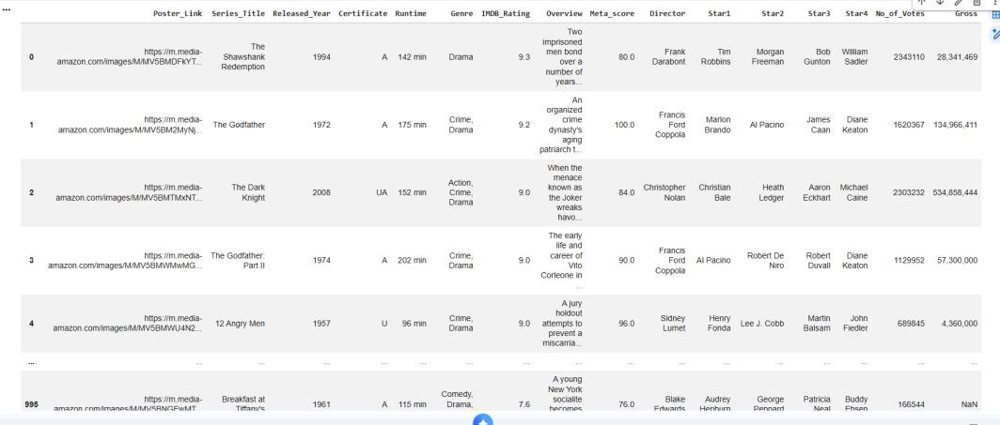 Poster_Link Series_Title Released_Year Certificate Runtime Genre IMDB_Rating Overview Meta_score Director Star1 Star2 Star3 Star4 No_of_Votes Gross
0 https://m.media-amazon.com/images/M/MV5BMDFkYT... The Shawshank Redemption 1994 A 142 min Drama 9.3 Two imprisoned men bond over a number of years... 80.0 Frank Darabont Tim Robbins Morgan Freeman Bob Gunton William Sadler 2343110 28,341,469
1 https://m.media-amazon.com/images/M/MV5BM2MyNj... The Godfather 1972 A 175 min Crime, Drama 9.2 An organized crime dynasty's aging patriarch t... 100.0 Francis Ford Coppola Marlon Brando Al Pacino James Caan Diane Keaton 1620367 134,966,411
2 https://m.media-amazon.com/images/M/MV5BMTMxNT... The Dark Knight 2008 UA 152 min Action, Crime, Drama 9.0 When the menace known as the Joker wreaks havo... 84.0 Christopher Nolan Christian Bale Heath Ledger Aaron Eckhart Michael Caine 2303232 534,858,444
3 https://m.media-amazon.com/images/M/MV5BMWMwMG... The Godfather: Part II 1974 A 202 min Crime, Drama 9.0 The early life and career of Vito Corleone in ... 90.0 Francis Ford Coppola Al Pacino Robert De Niro Robert Duvall Diane Keaton 1129952 57,300,000
4 https://m.media-amazon.com/images/M/MV5BMWU4N2... 12 Angry Men 1957 U 96 min Crime, Drama 9.0 A jury holdout attempts to prevent a miscarria... 96.0 Sidney Lumet Henry Fonda Lee J. Cobb Martin Balsam John Fiedler 689845 4,360,000
... ... ... ... ... ... ... ... ... ... ... ... ... ... ... ... ...
995 https://m.media-amazon.com/images/M/MV5BNGEwMT... Breakfast at Tiffany's 1961 A 115 min Comedy, Drama, 7.6 A young New York socialite becomes 76.0 Blake Edwards Audrey Hepburn George Peppard Patricia Neal Buddy Ebsen 166544 NaN